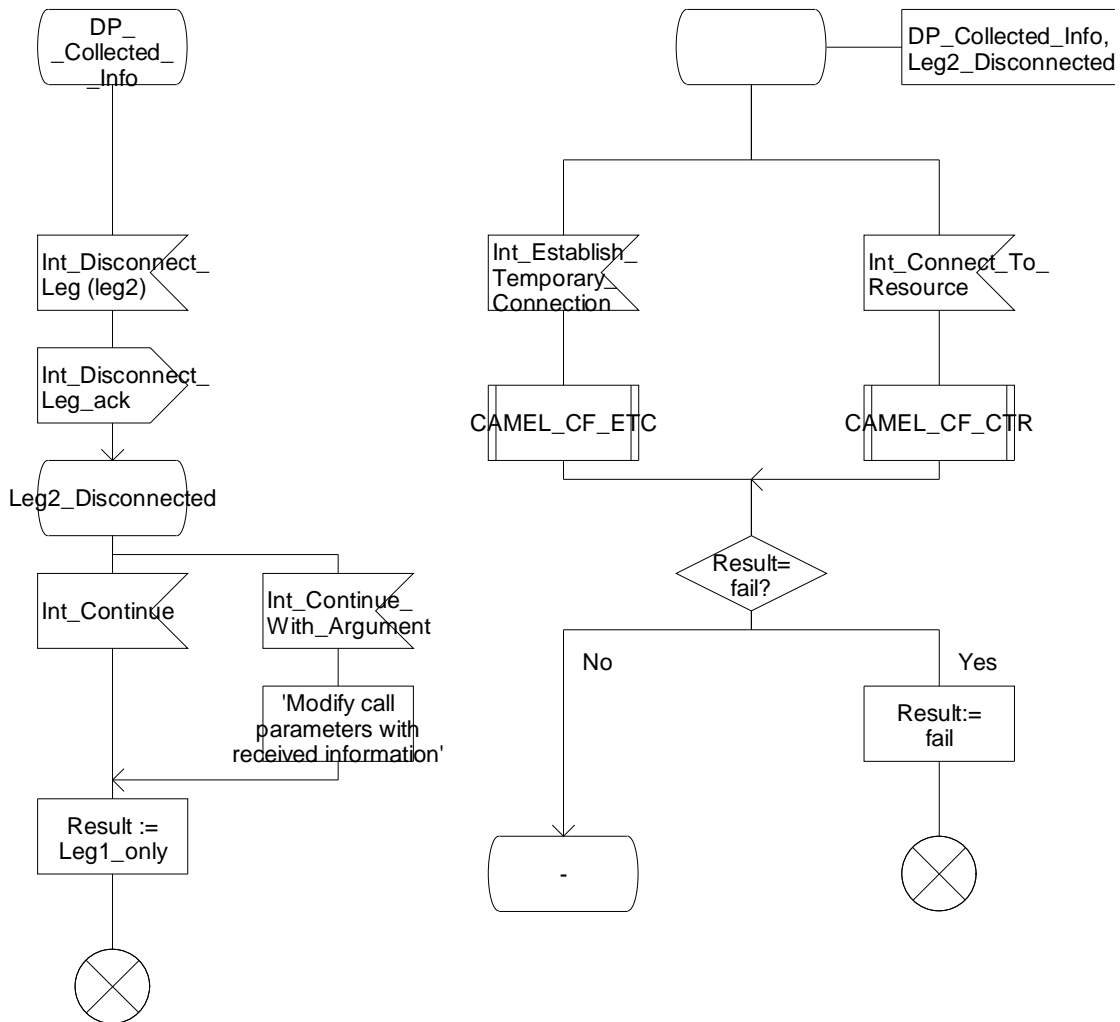 DP_
_Collected_
_Info
Int_Disconnect_
Leg (leg2)
Int_Disconnect_
Leg_ack
Leg2_Disconnected
Int_Continue
Int_Continue_
With_Argument
'Modify call
parameters with
received information'
Result :=
Leg1_only
DP_Collected_Info,
Leg2_Disconnected
Int_Establish_
Temporary_
Connection
Int_Connect_To_
Resource
CAMEL_CF_ETC
CAMEL_CF_CTR
Result=
fail?
No
Yes
Result:=
fail
-